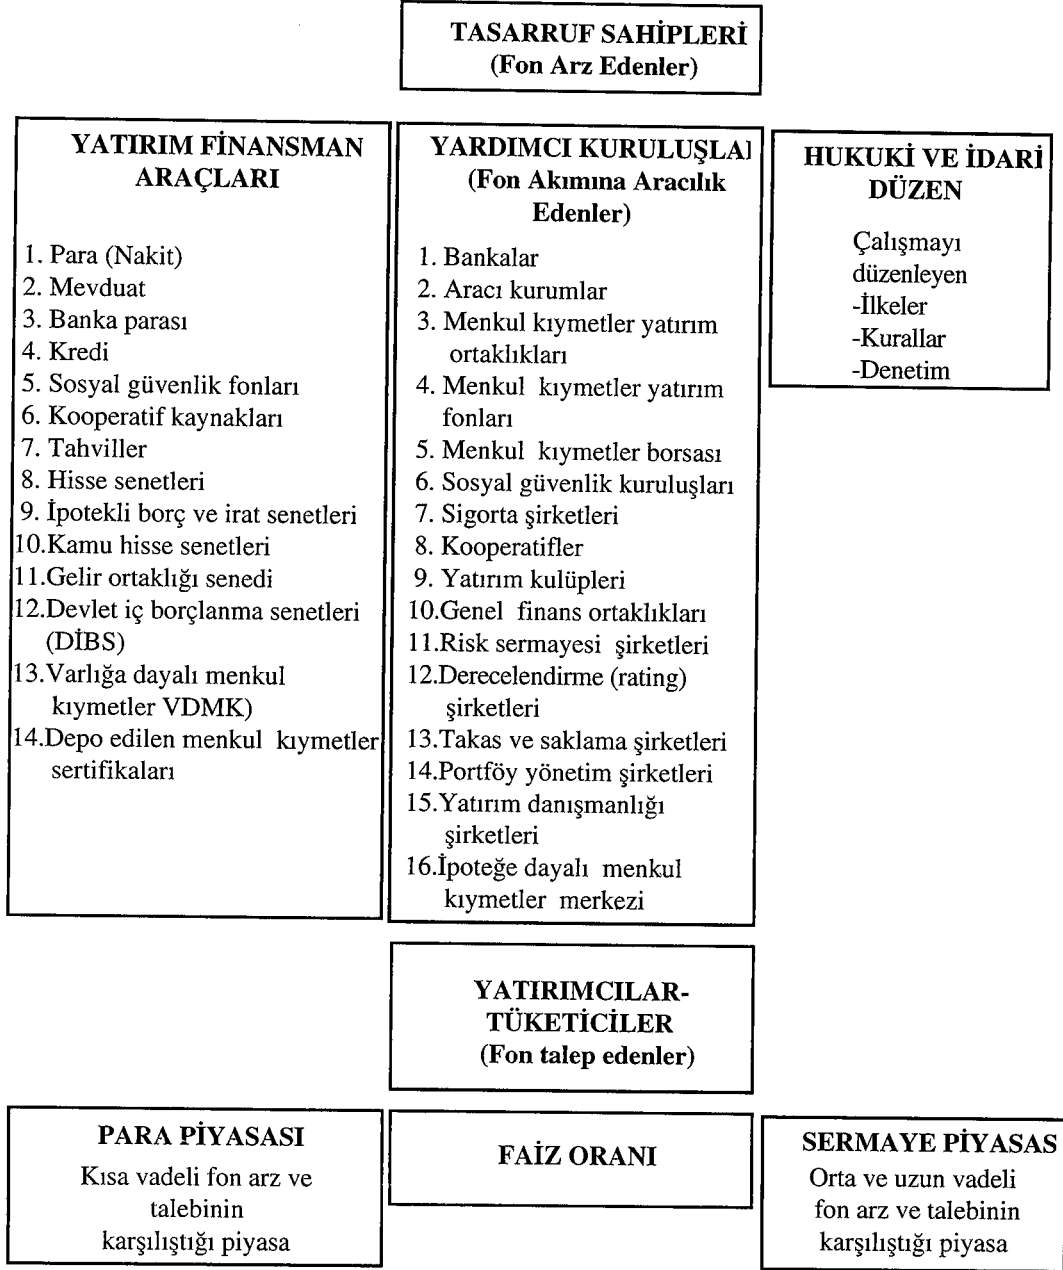 TASARRUF SAHİPLERİ
(Fon Arz Edenler)
YATIRIM FİNANSMAN
ARAÇLARI
1. Para (Nakit)
2. Mevduat
3. Banka parası
4. Kredi
5. Sosyal güvenlik fonları
6. Kooperatif kaynakları
7. Tahviller
8. Hisse senetleri
9. İpotekli borç ve irat senetleri
10.Kamu hisse senetleri
11.Gelir ortaklığı senedi
12.Devlet iç borçlanma senetleri
(DİBS)
13.Varlığa dayalı menkul
kıymetler VDMK)
14.Depo edilen menkul kıymetler
sertifikaları
YARDIMCI KURULUŞLA
(Fon Akımına Aracılık
Edenler)
1. Bankalar
2. Aracı kurumlar
3. Menkul kıymetler yatırım
ortaklıkları
4. Menkul kıymetler yatırım
fonları
5. Menkul kıymetler borsası
6. Sosyal güvenlik kuruluşları
7. Sigorta şirketleri
8. Kooperatifler
9. Yatırım kulüpleri
10.Genel finans ortaklıkları
11.Risk sermayesi şirketleri
12.Derecelendirme (rating)
şirketleri
13.Takas ve saklama şirketleri
14.Portföy yönetim şirketleri
15.Yatırım danışmanlığı
şirketleri
16.İpoteğe dayalı menkul
kıymetler merkezi
HUKUKİ VE İDARİ
DÜZEN
Çalışmayı
düzenleyen
-İlkeler
-Kurallar
-Denetim
YATIRIMCILAR-
TÜKETİCİLER
(Fon talep edenler)
PARA PİYASASI
Kısa vadeli fon arz ve
talebinin
karşılıştığı piyasa
FAİZ ORANI
SERMAYE PİYASAS
Orta ve uzun vadeli
fon arz ve talebinin
karşılıştığı piyasa